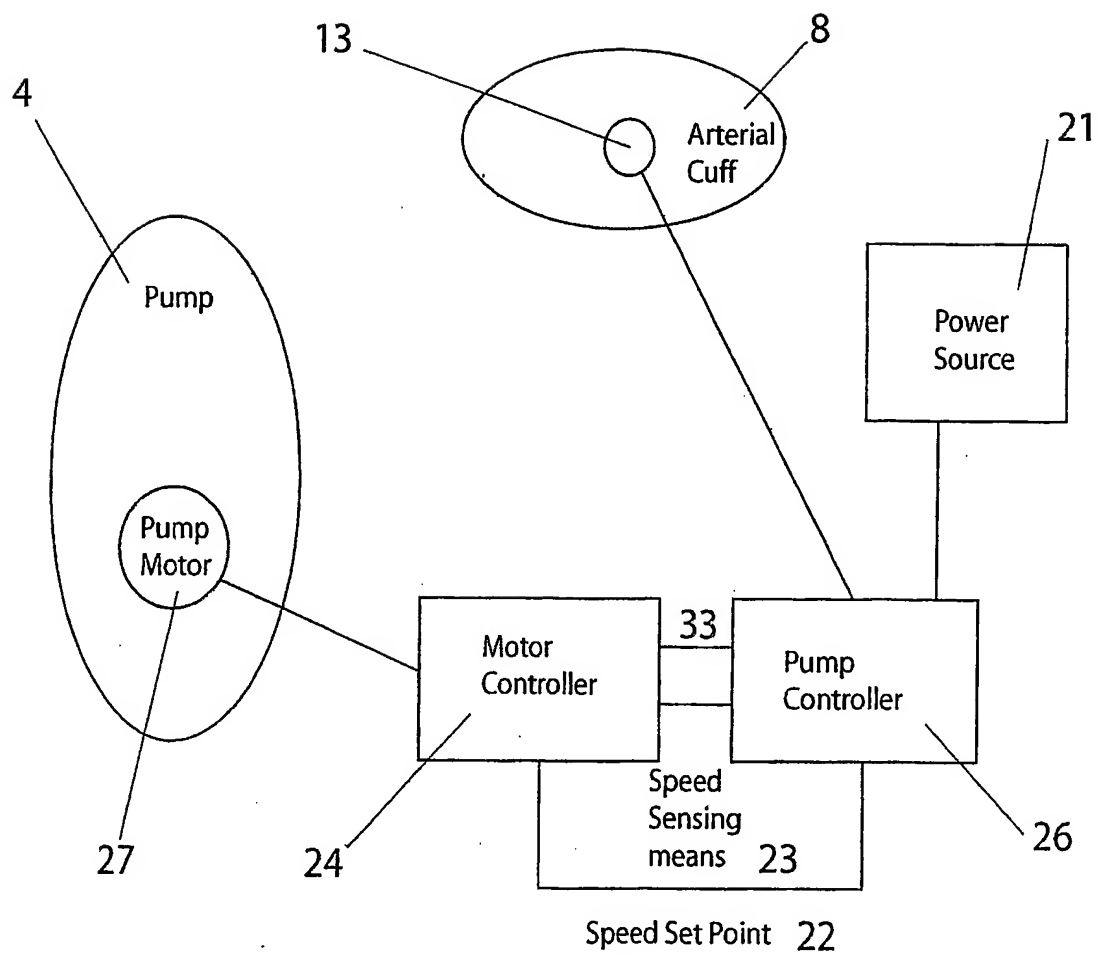 13
8
4
Arterial
Cuff
21
Pump
Power
Source
Pump
Motor
33
Motor
Controller
Pump
Controller
Speed
Sensing
means 23
27
24
26
Speed Set Point 22